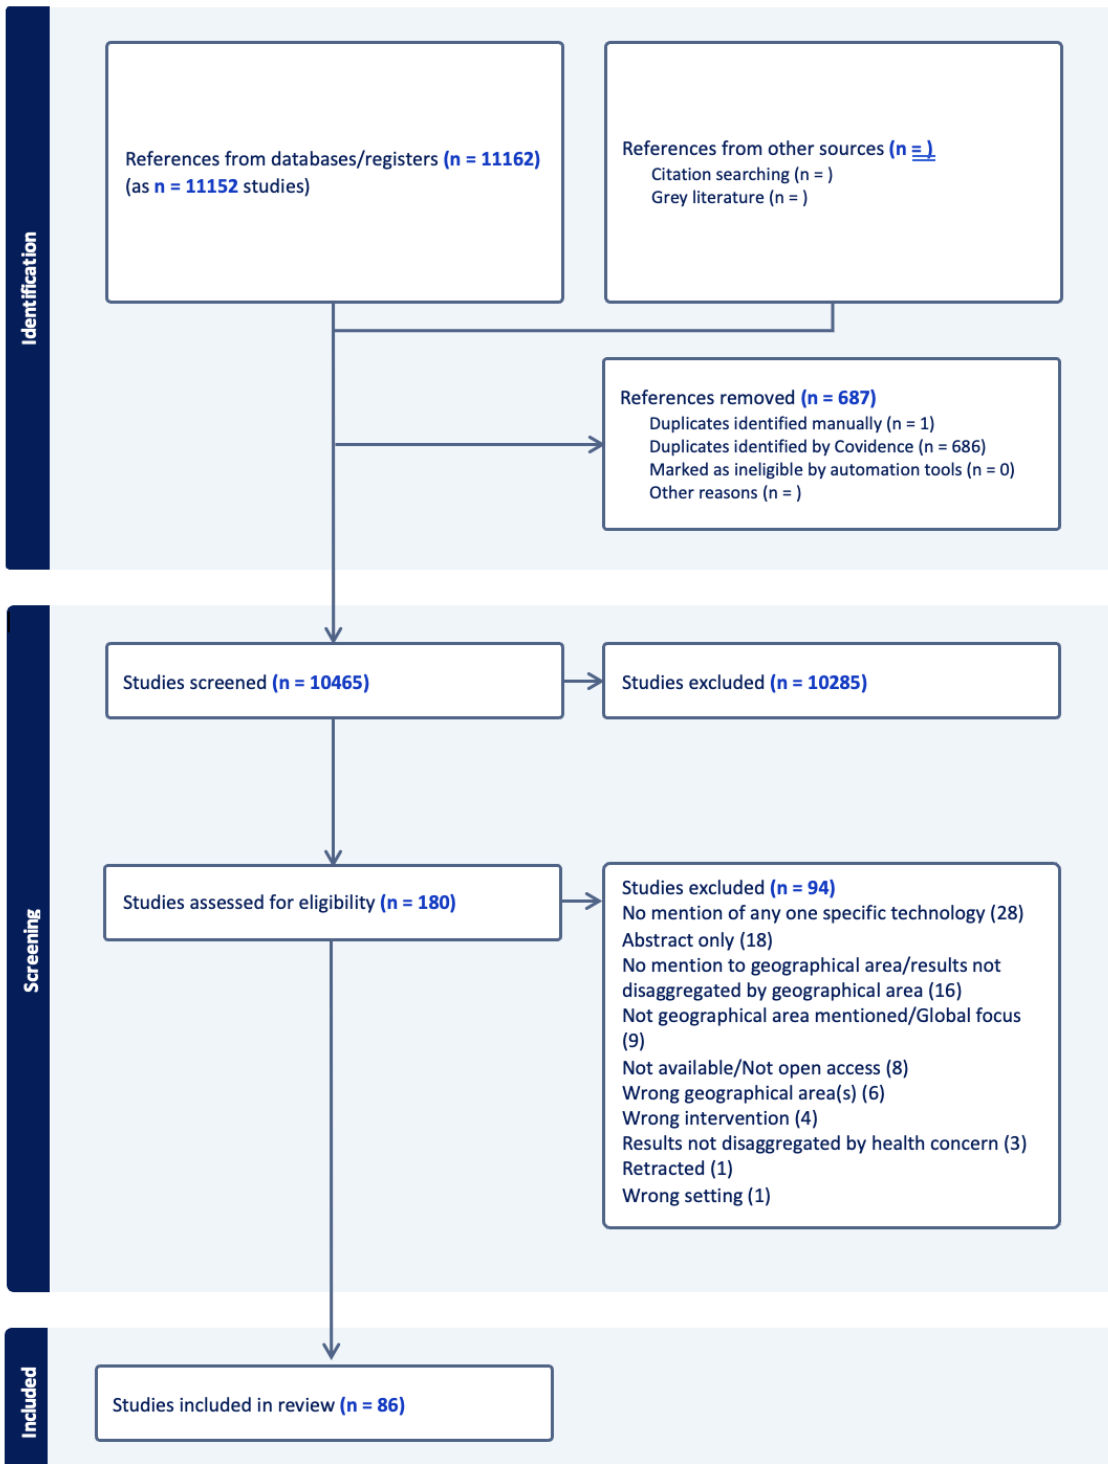 Identification
References from databases/registers (n = 11162)
(as n = 11152 studies)
References from other sources (n = )
Citation searching (n = )
Grey literature (n = )
References removed (n = 687)
Duplicates identified manually (n = 1)
Duplicates identified by Covidence (n = 686)
Marked as ineligible by automation tools (n = 0)
Other reasons (n = )
Screening
Studies screened (n = 10465)
Studies excluded (n = 10285)
Studies assessed for eligibility (n = 180)
Studies excluded (n = 94)
No mention of any one specific technology (28)
Abstract only (18)
No mention to geographical area/results not
disaggregated by geographical area (16)
Not geographical area mentioned/Global focus
(9)
Not available/Not open access (8)
Wrong geographical area(s) (6)
Wrong intervention (4)
Results not disaggregated by health concern (3)
Retracted (1)
Wrong setting (1)
Included
Studies included in review (n = 86)